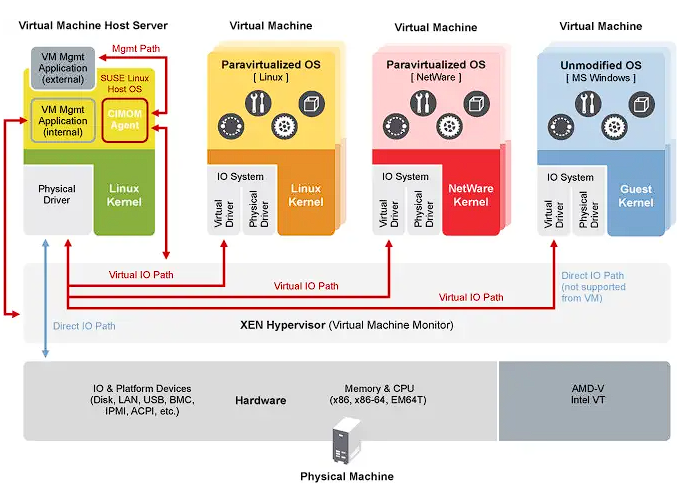 Virtual Machine Host Server
Virtual Machine
Virtual Machine
Virtual Machine
Mgmt Path
VM Mgmt
Application
(external)
SUSE Linux
Host OS
VM Mgmt
Application
(internal)
CIMOM
Agent
Physical
Driver
Linux
Kernel
Paravirtualized OS
[ Linux ]
IO System
Virtual
Driver
Physical
Driver
Linux
Kernel
Paravirtualized OS
[ NetWare ]
IO System
Virtual
Driver
Physical
Driver
NetWare
Kernel
Unmodified OS
[ MS Windows ]
IO System
Virtual
Driver
Physical
Driver
Guest
Kernel
Virtual IO Path
Virtual IO Path
Virtual IO Path
Direct IO Path
(not supported
from VM)
Direct IO Path
XEN Hypervisor (Virtual Machine Monitor)
IO & Platform Devices
(Disk, LAN, USB, BMC,
IPMI, ACPI, etc.)
Hardware
Memory & CPU
(x86, x86-64, EM64T)
AMD-V
Intel VT
Physical Machine